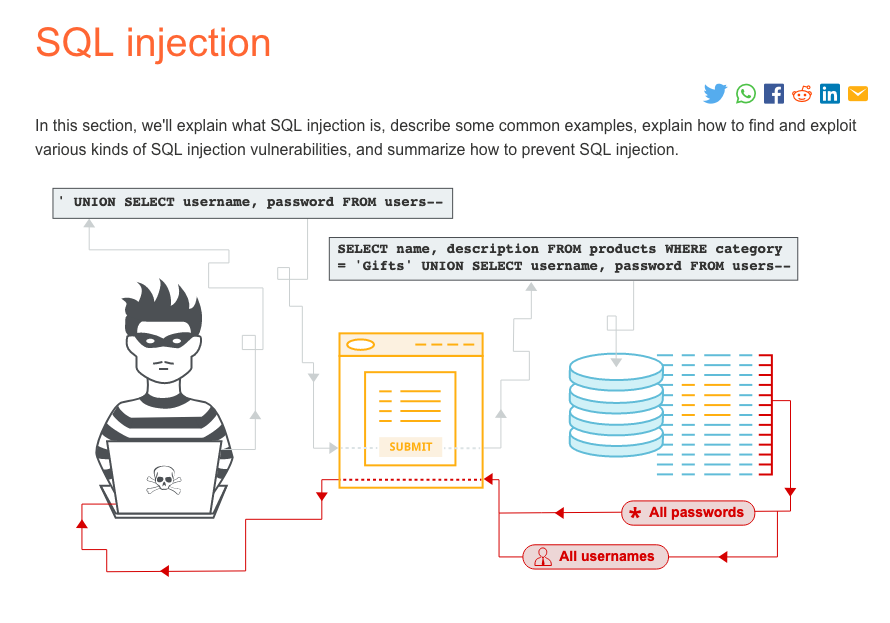 SQL injection
In this section, we'll explain what SQL injection is, describe some common examples, explain how to find and exploit
various kinds of SQL injection vulnerabilities, and summarize how to prevent SQL injection.
' UNION SELECT username, password FROM users--
SELECT name, description FROM products WHERE category
= 'Gifts' UNION SELECT username, password FROM users--
SUBMIT
* All passwords
All usernames